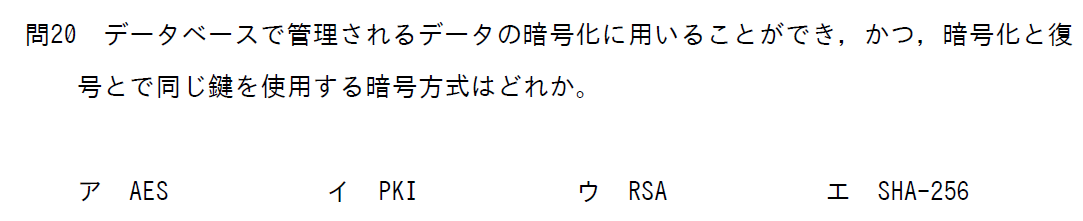 問20　データベースで管理されるデータの暗号化に用いることができ，かつ，暗号化と復
号とで同じ鍵を使用する暗号方式はどれか。
ア　AES　イ　PKI　ウ　RSA　エ　SHA-256